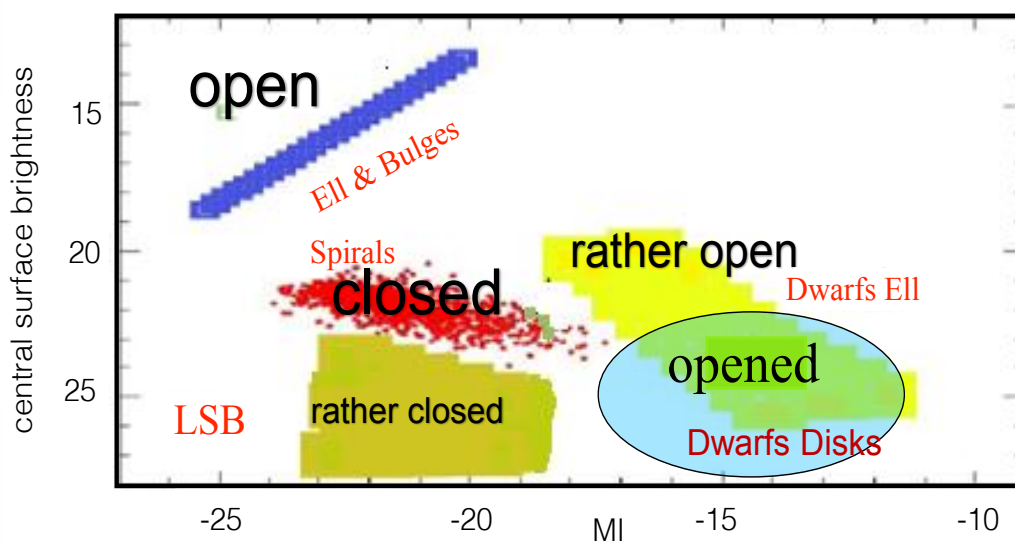 central surface brightness
15
20
25
open
Ell & Bulges
Spirals
closed
rather open
Dwarfs Ell
opened
LSB
rather closed
Dwarfs Disks
-25
-20
-15
-10
MI